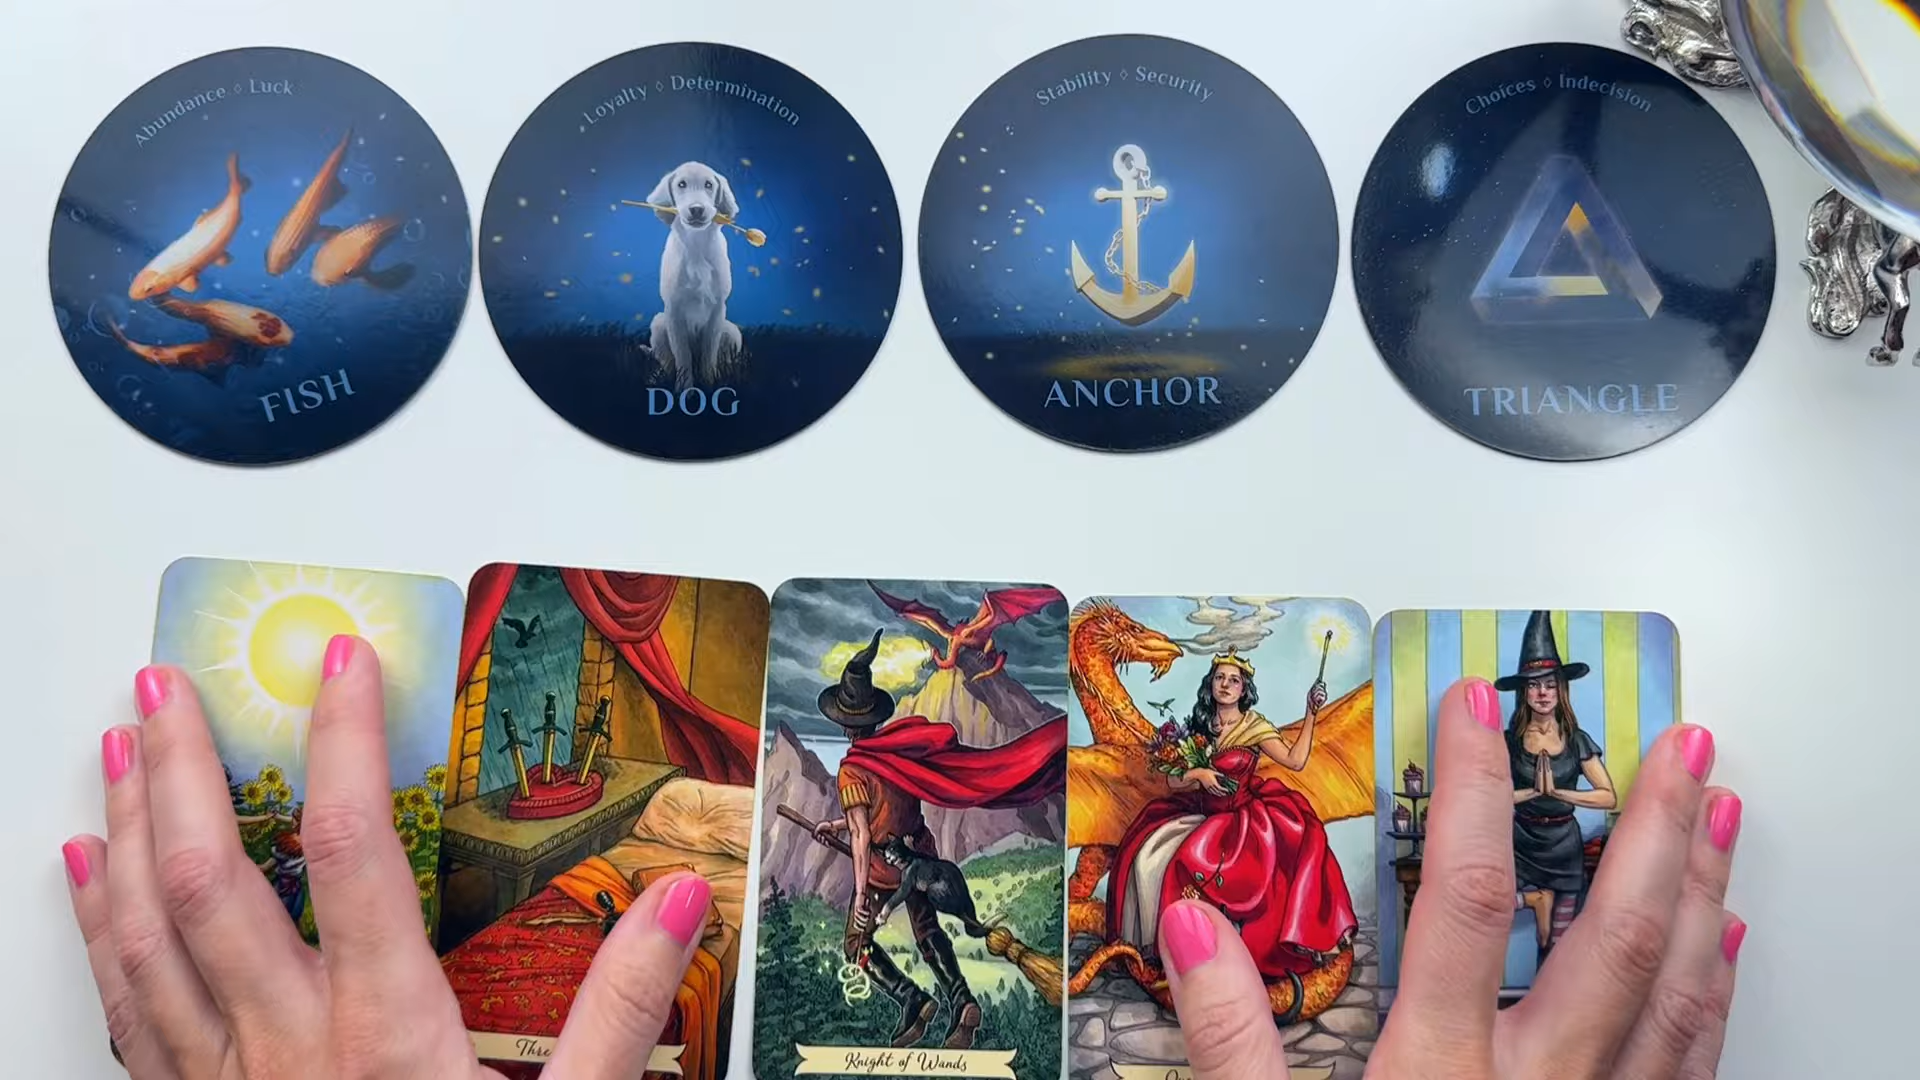 Abundance ◊ Luck
FISH
Loyalty ◊ Determination
DOG
Stability ◊ Security
ANCHOR
Choices ◊ Indecision
TRIANGLE
Knight of Wands